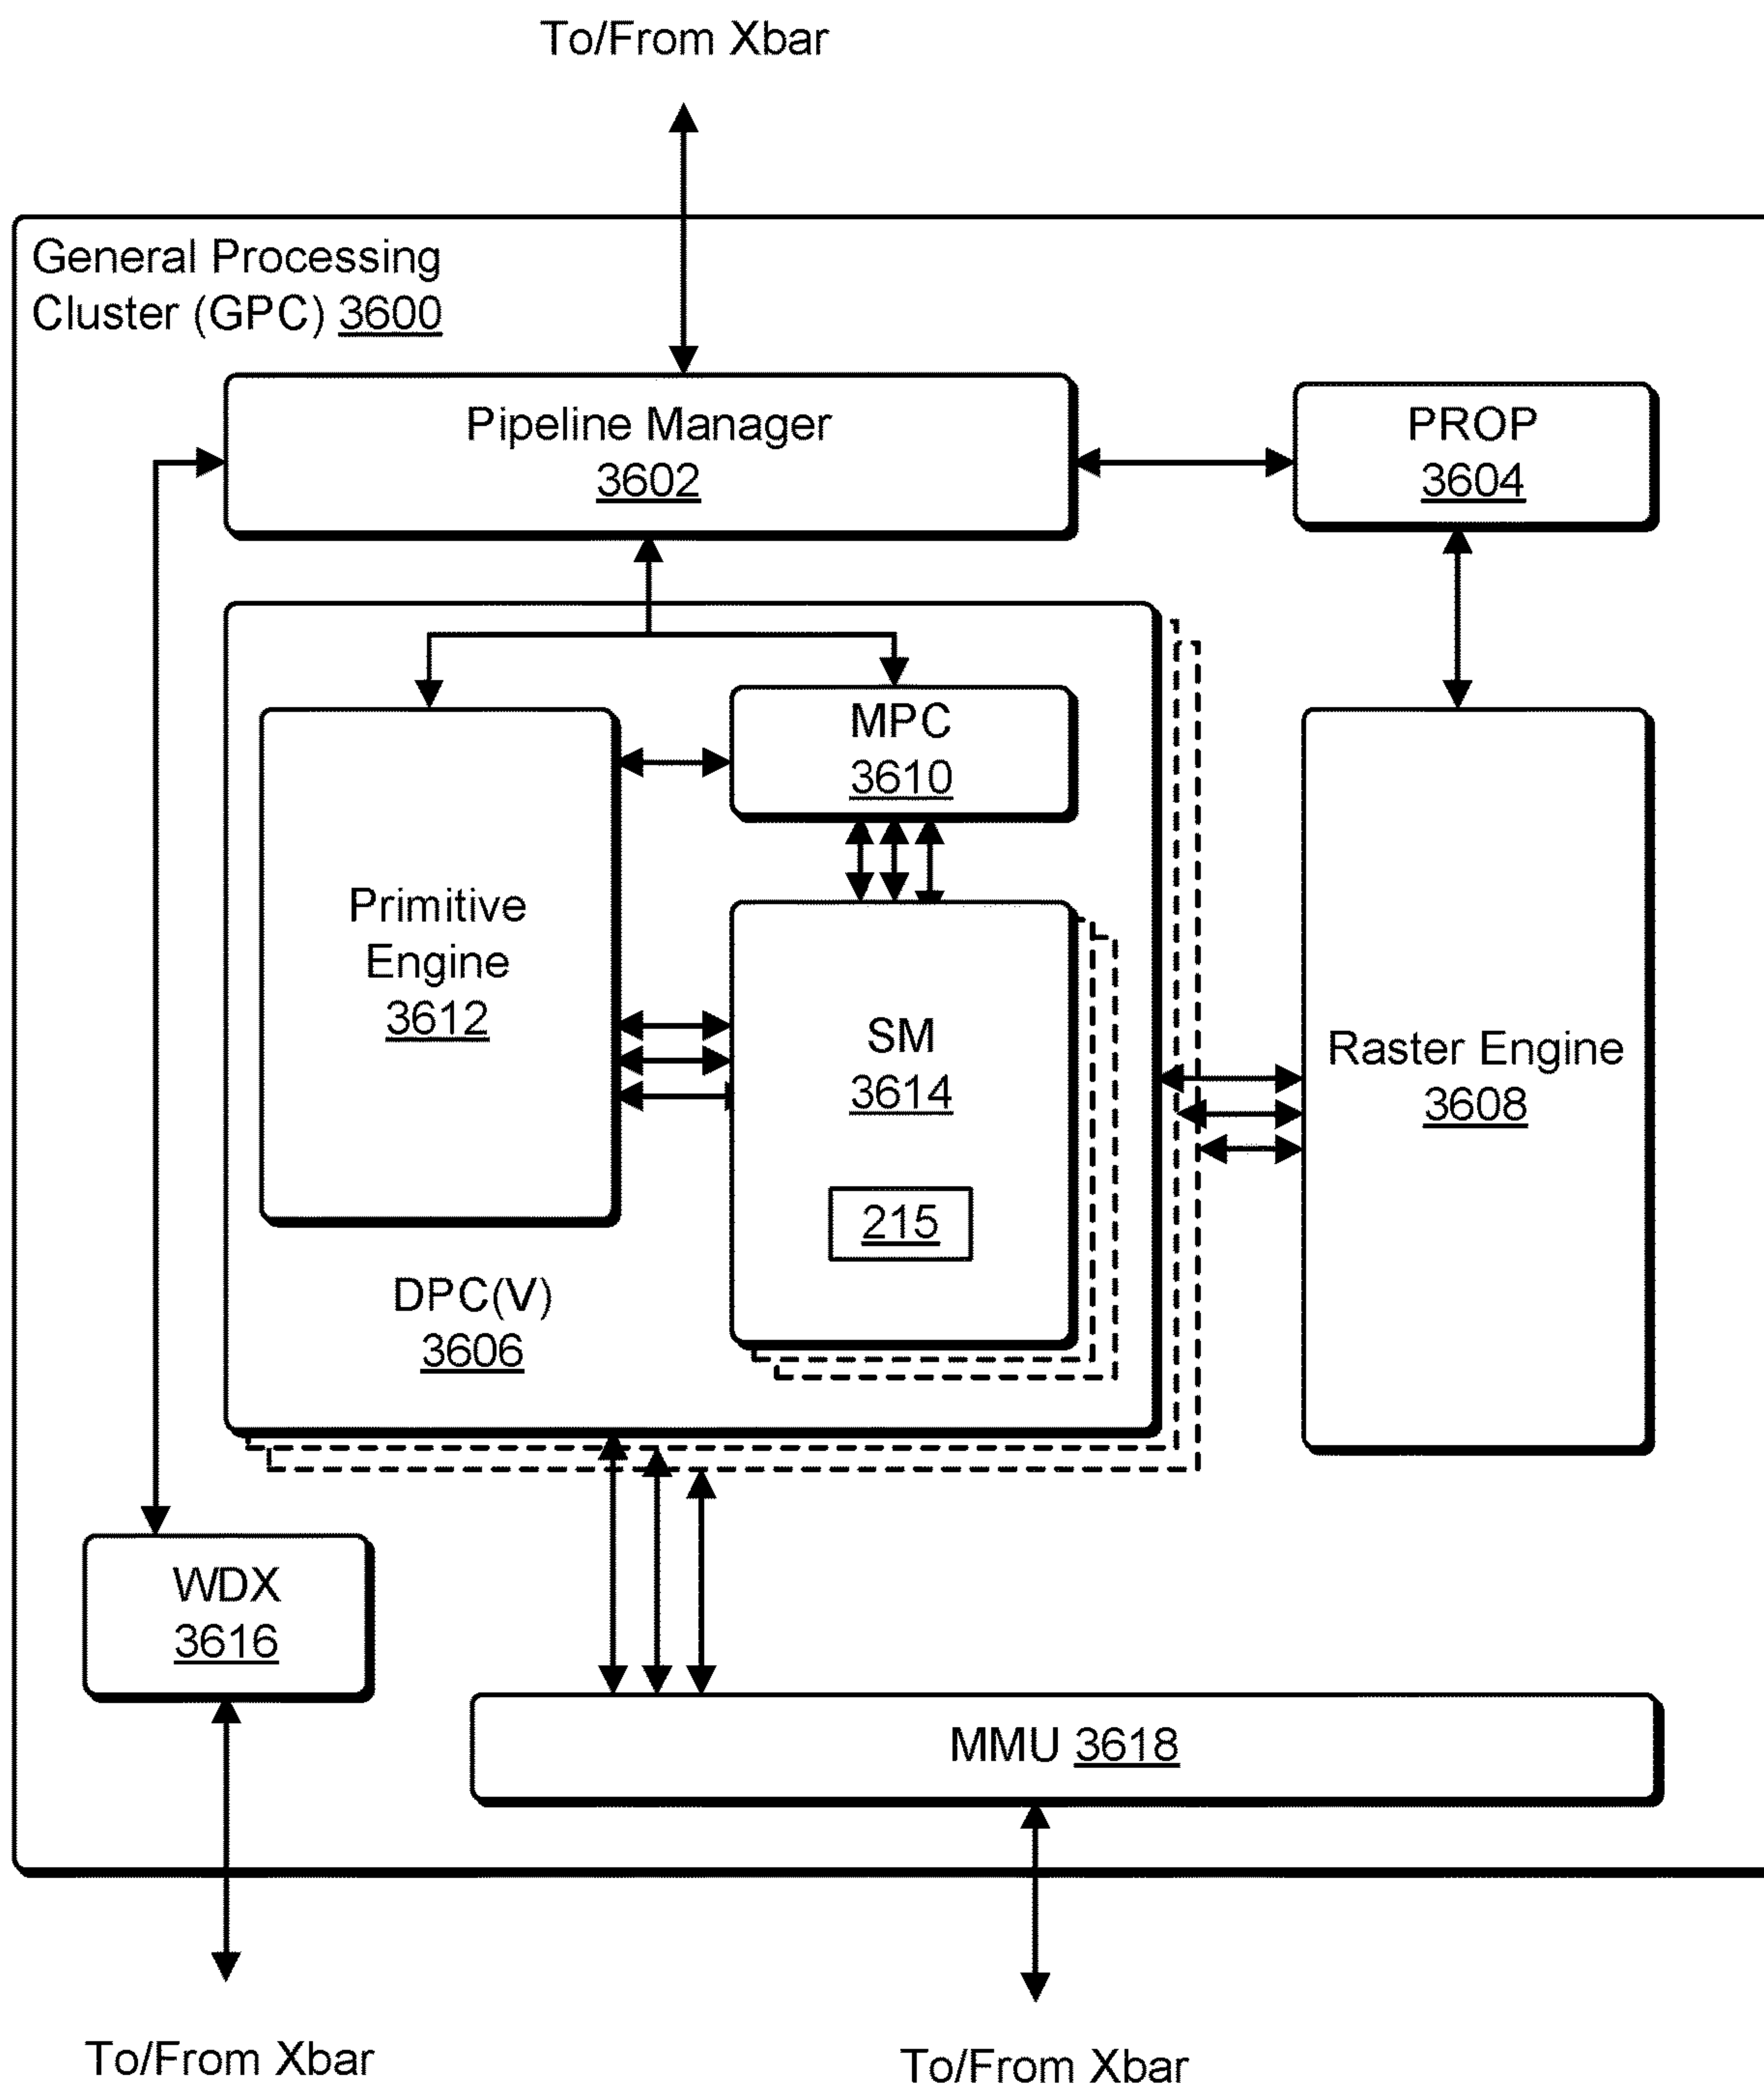 To/From Xbar
General Processing
Cluster (GPC) 3600
Pipeline Manager
3602
PROP
3604
MPC
3610
Primitive
Engine
3612
SM
3614
215
Raster Engine
3608
DPC(V)
3606
WDX
3616
MMU 3618
To/From Xbar
To/From Xbar